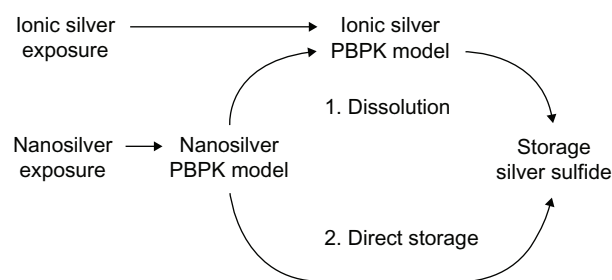 Ionic silver
exposure
Ionic silver
PBPK model
1. Dissolution
Nanosilver
exposure
Nanosilver
PBPK model
Storage
silver sulfide
2. Direct storage